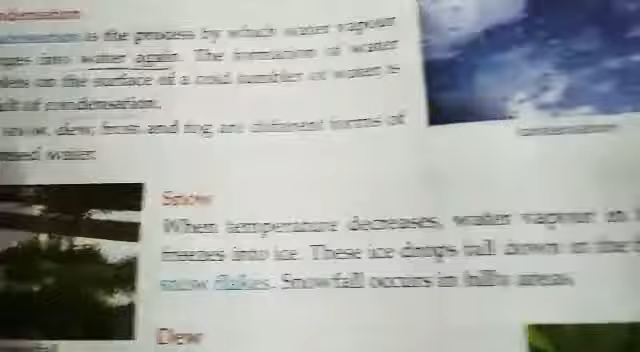 Condensation
Condensation is the process by which water vapour
into water again. The formation of water
on the surface of a cold tumbler of water is
of condensation.
snow, dew, frost and fog are different forms of
water.
Condensation
Snow
When temperature decreases, water vapour in
freezes into ice. These ice drops fall down in the
snow flakes. Snowfall occurs in hilly areas.
Dew